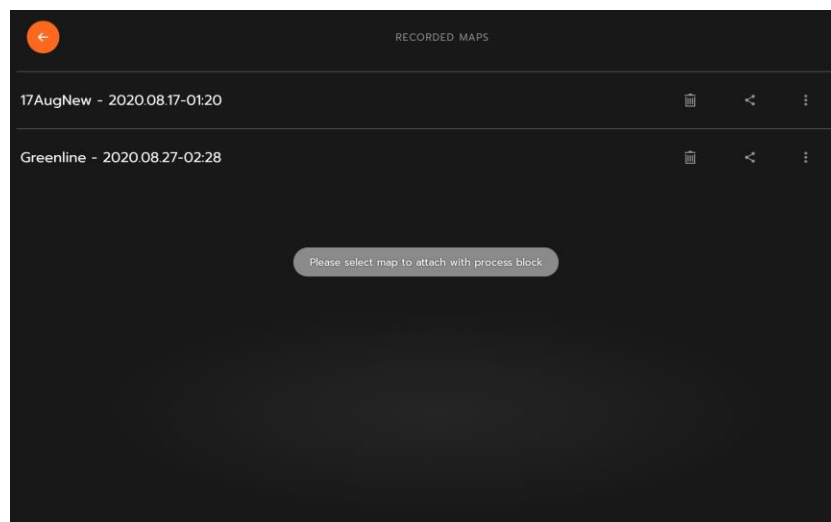 RECORDED MAPS
17AugNew - 2020.08.17-01:20
Greenline - 2020.08.27-02:28
Please select map to attach with process block